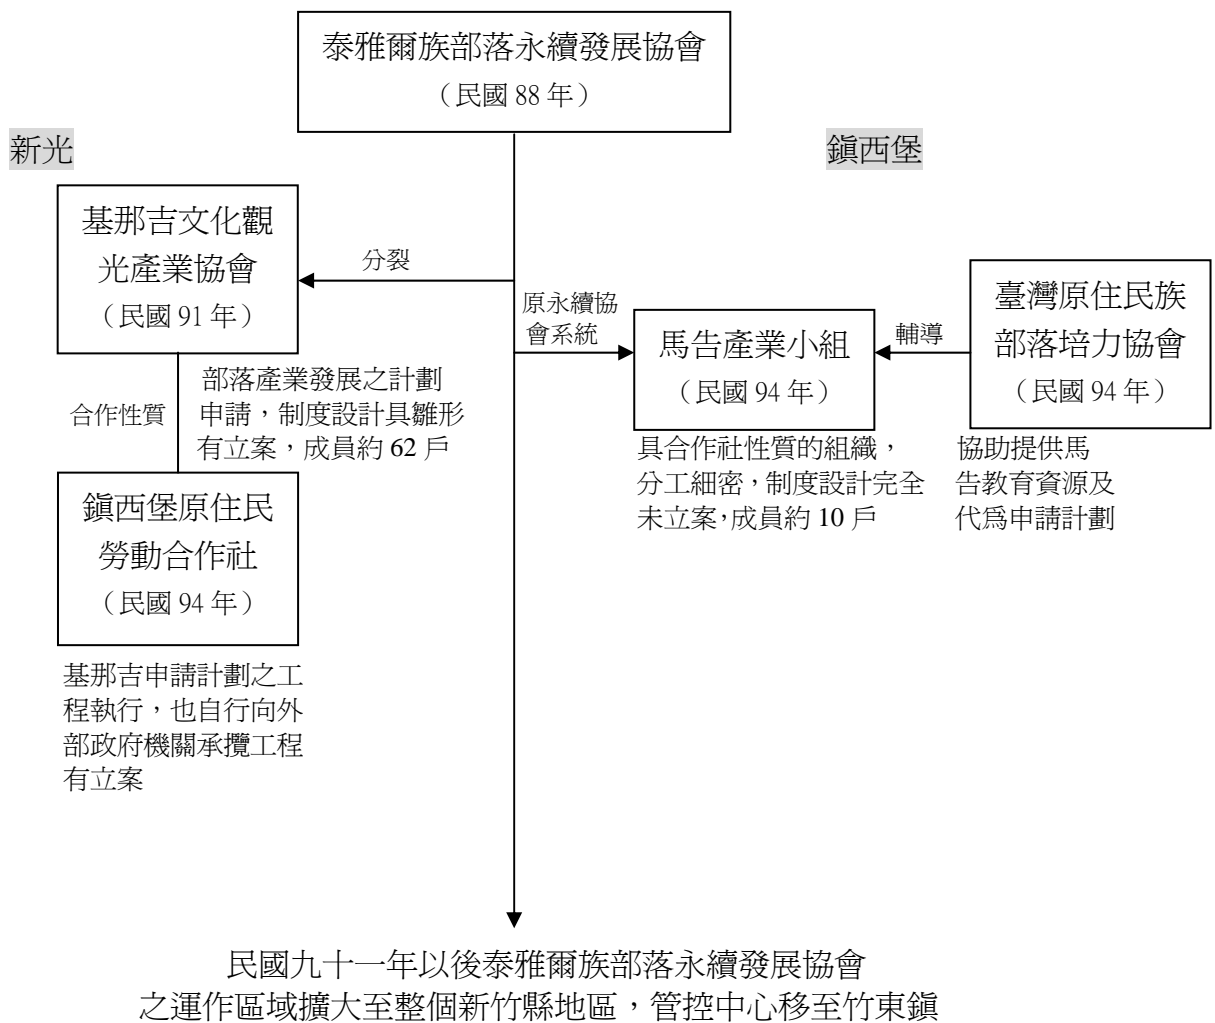 泰雅爾族部落永續發展協會
（民國 88 年）
新光
鎮西堡
基那吉文化觀
光產業協會
（民國 91 年）
分裂
原永續協
會系統
馬告產業小組
（民國 94 年）
輔導
臺灣原住民族
部落培力協會
（民國 94 年）
合作性質
部落產業發展之計劃
申請，制度設計具雛形
有立案，成員約 62 戶
具合作社性質的組織，
分工細密，制度設計完全
未立案，成員約 10 戶
協助提供馬
告教育資源及
代為申請計劃
鎮西堡原住民
勞動合作社
（民國 94 年）
基那吉申請計劃之工
程執行，也自行向外
部政府機關承攬工程
有立案
民國九十一年以後泰雅爾族部落永續發展協會
之運作區域擴大至整個新竹縣地區，管控中心移至竹東鎮